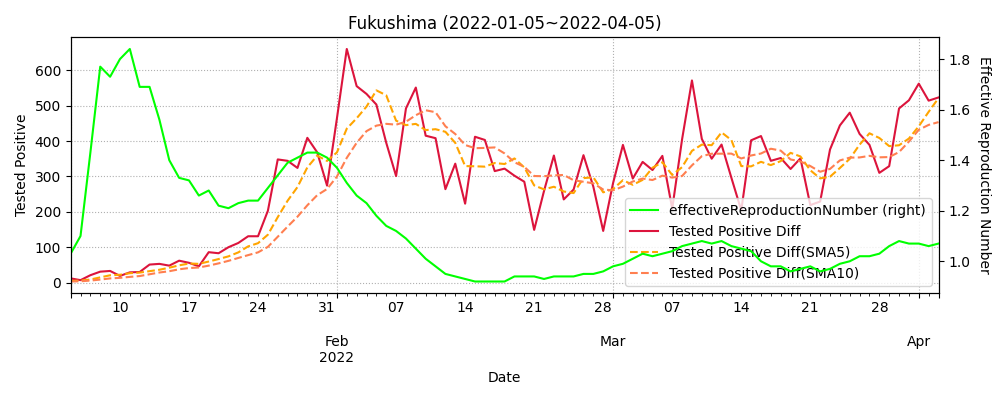 Fukushima (2022-01-05~2022-04-05)
Tested Positive
600
500
400
300
200
100
0
1.8
1.6
1.4
1.2
1.0
Effective Reproduction Number
effectiveReproductionNumber (right)
Tested Positive Diff
Tested Positive Diff(SMA5)
Tested Positive Diff(SMA10)
10 17 24 31 07 14 21 28 07 14 21 28
Feb Mar Apr
2022
Date